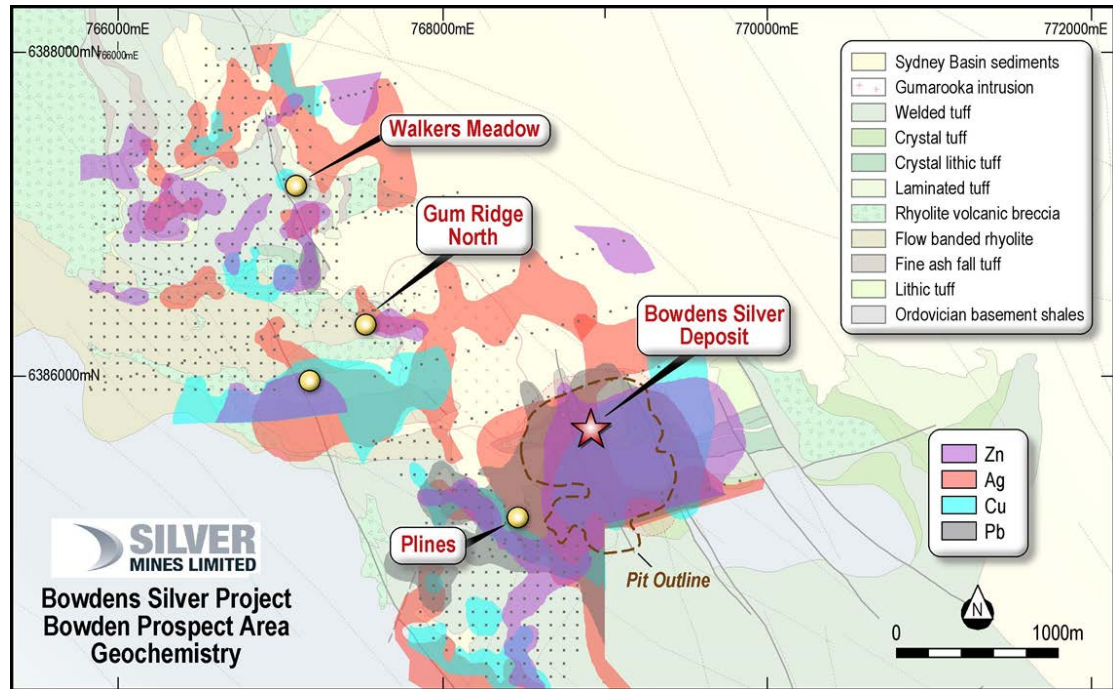 766000mE
768000mE
770000mE
772000mE
6388000mN
766000mE
6386000mN
Walkers Meadow
Gum Ridge
North
Bowdens Silver
Deposit
Plines
Pit Outline
Sydney Basin sediments
Gumarooka intrusion
Welded tuff
Crystal tuff
Crystal lithic tuff
Laminated tuff
Rhyolite volcanic breccia
Flow banded rhyolite
Fine ash fall tuff
Lithic tuff
Ordovician basement shales
Zn
Ag
Cu
Pb
N
0 1000m
SILVER
MINES LIMITED
Bowdens Silver Project
Bowden Prospect Area
Geochemistry